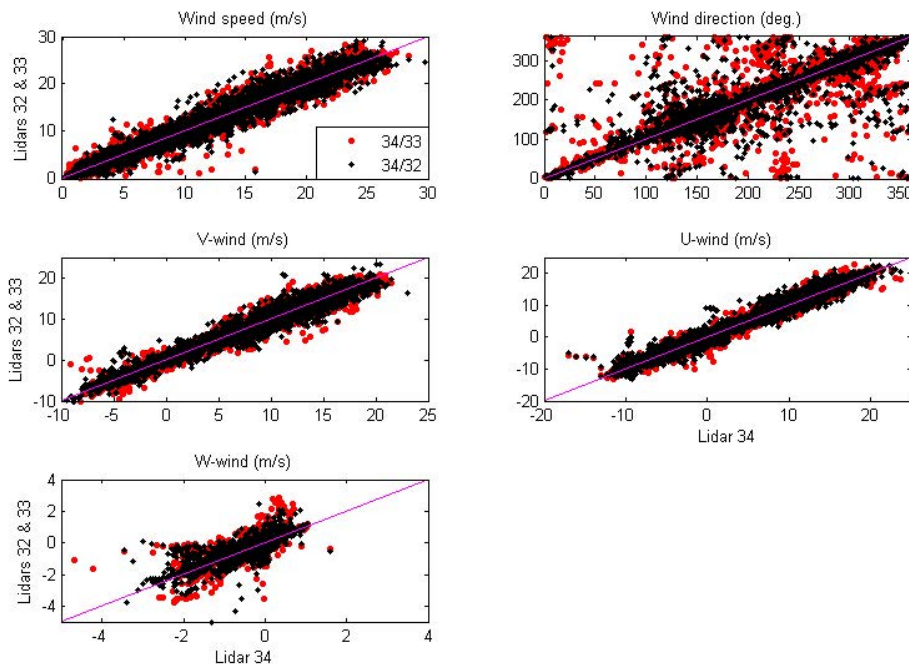 Wind speed (m/s)
30
20
10
0
0 5 10 15 20 25 30
Lidars 32 & 33
34/33
34/32
Wind direction (deg.)
300
200
100
0
0 50 100 150 200 250 300 350
V-wind (m/s)
20
10
0
-10
-10 -5 0 5 10 15 20 25
Lidars 32 & 33
U-wind (m/s)
20
10
0
-10
-20
-20 -10 0 10 20
Lidar 34
W-wind (m/s)
4
2
0
-2
-4
-4 -2 0 2 4
Lidars 32 & 33
Lidar 34